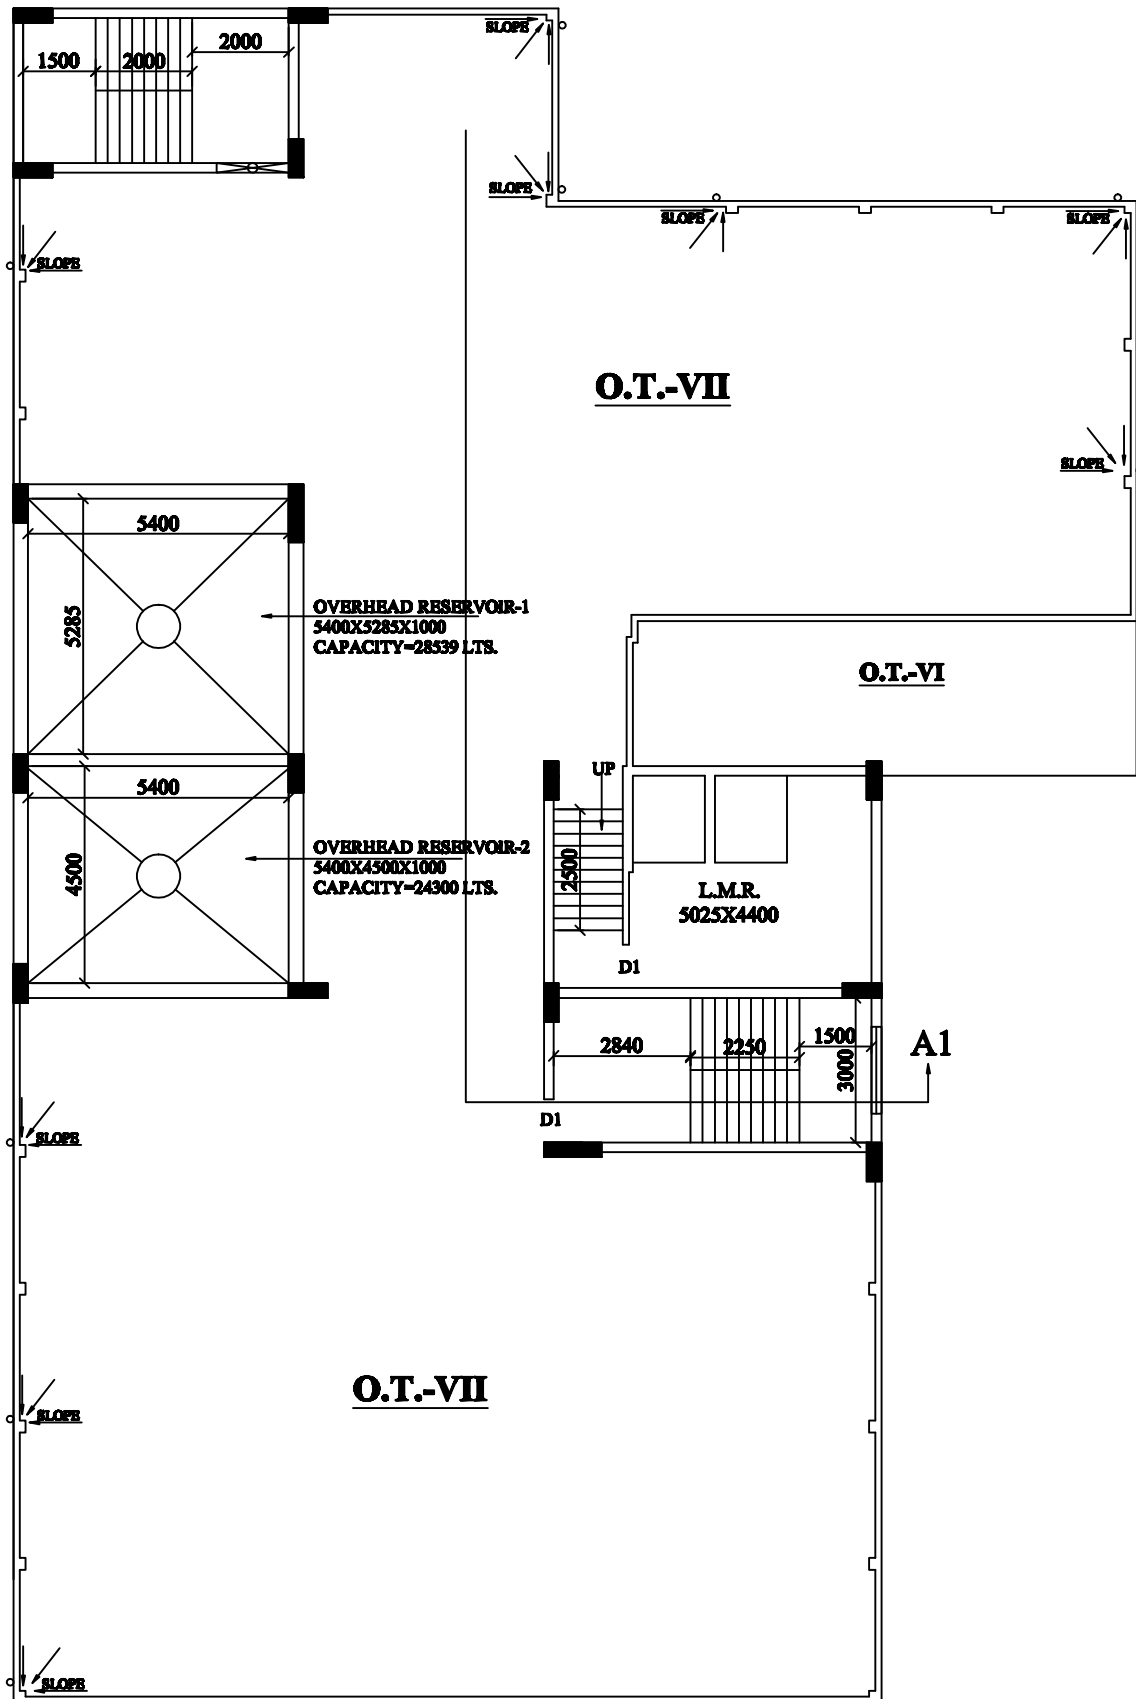 SLOPE
2000
1500
2000
SLOPE
SLOPE
SLOPE
SLOPE
O.T.-VII
SLOPE
5400
5285
OVERHEAD RESERVOIR-1
5400X5285X1000
CAPACITY=28539 LTS.
O.T.-VI
UP
5400
4500
OVERHEAD RESERVOIR-2
5400X4500X1000
CAPACITY=24300 LTS.
2500
L.M.R.
5025X4400
D1
2840
2250
1500
3000
A1
D1
SLOPE
O.T.-VII
SLOPE
SLOPE